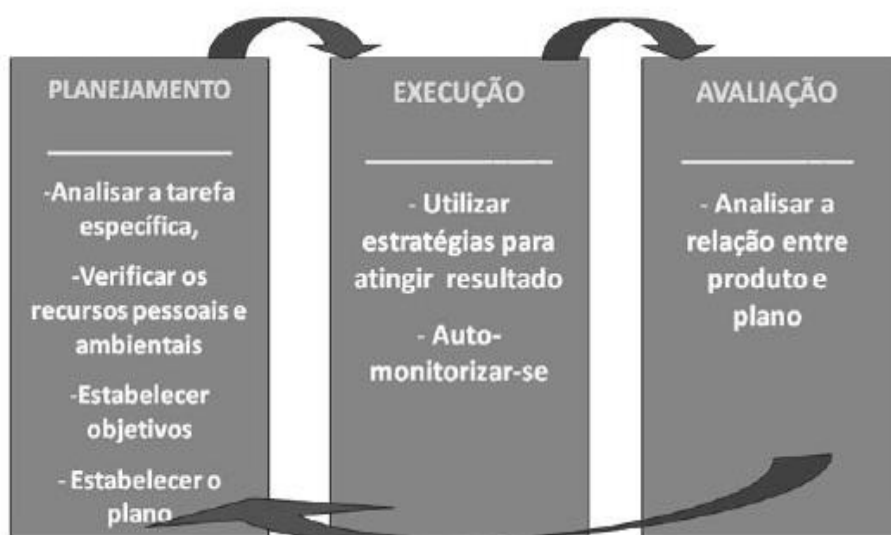 PLANEJAMENTO
-Analisar a tarefa
específica,
-Verificar os
recursos pessoais e
ambientais
-Estabelecer
objetivos
- Estabelecer o
plano
EXECUÇÃO
- Utilizar
estratégias para
atingir resultado
- Auto-
monitorizar-se
AVALIAÇÃO
- Analisar a
relação entre
produto e
plano